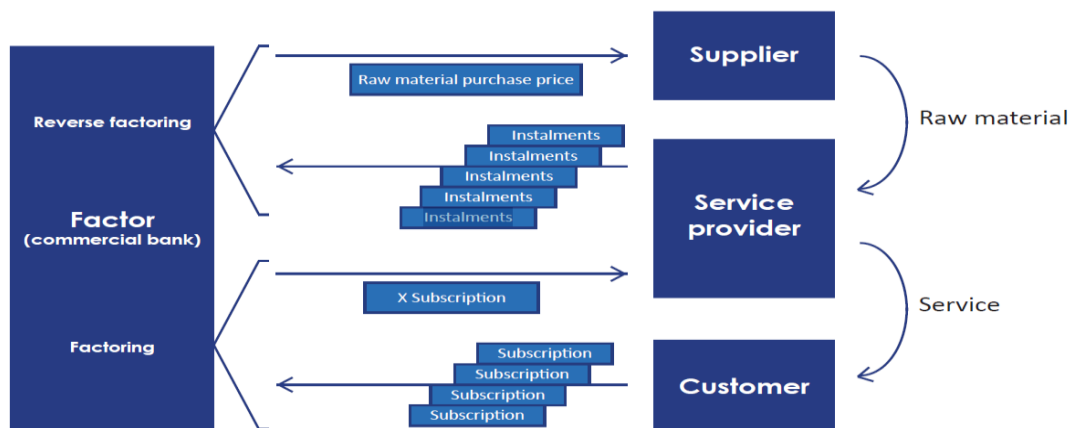 Supplier
Raw material purchase price
Reverse factoring
Raw material
Instalments
Instalments
Instalments
Instalments
Instalments
Factor
(commercial bank)
Service
provider
X Subscription
Service
Factoring
Subscription
Subscription
Subscription
Subscription
Customer